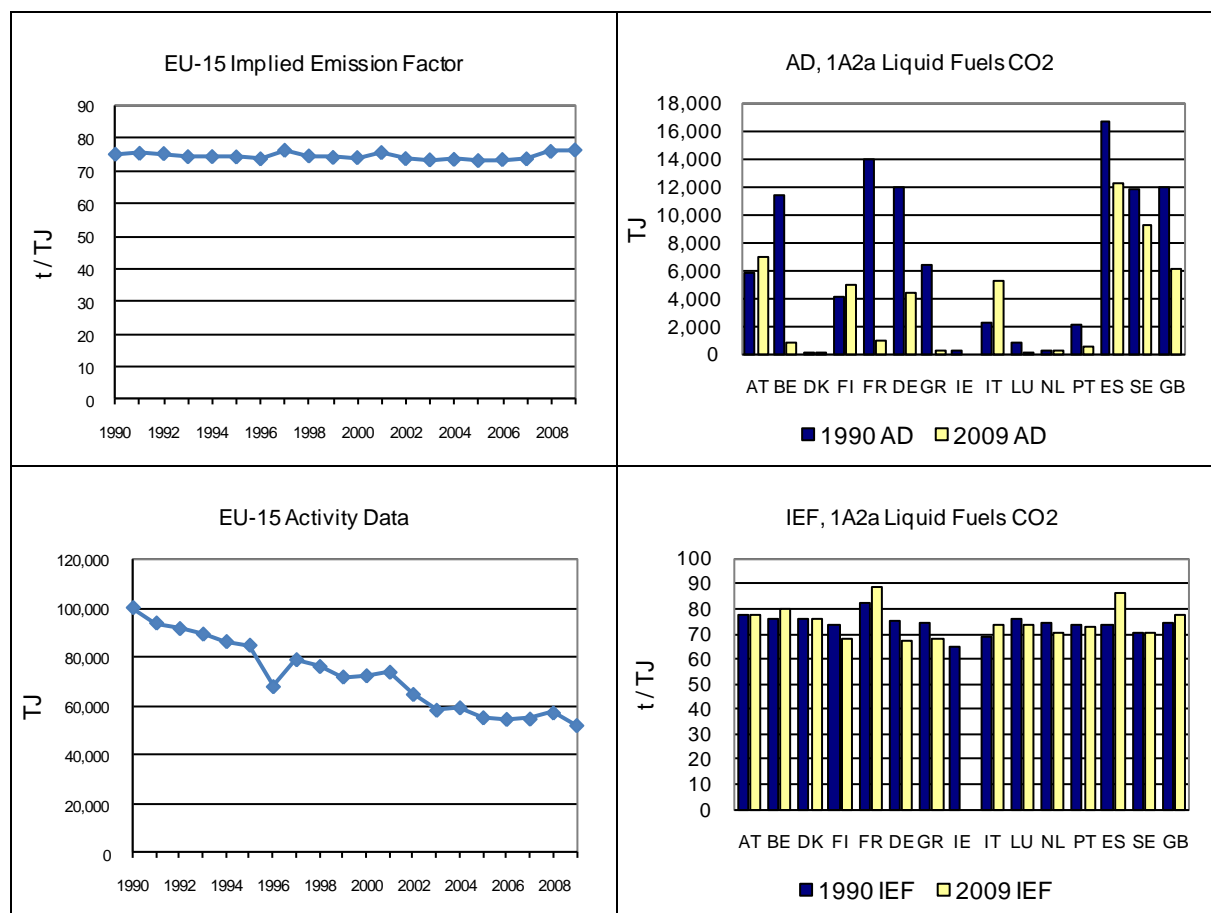 EU-15 Implied Emission Factor
90
80
70
60
50
40
30
20
10
0
t / TJ
1990 1992 1994 1996 1998 2000 2002 2004 2006 2008
AD, 1A2a Liquid Fuels CO2
18,000
16,000
14,000
12,000
10,000
8,000
6,000
4,000
2,000
0
TJ
AT BE DK FI FR DE GR IE IT LU NL PT ES SE GB
1990 AD 2009 AD
EU-15 Activity Data
120,000
100,000
80,000
60,000
40,000
20,000
0
TJ
1990 1992 1994 1996 1998 2000 2002 2004 2006 2008
IEF, 1A2a Liquid Fuels CO2
100
90
80
70
60
50
40
30
20
10
0
t / TJ
AT BE DK FI FR DE GR IE IT LU NL PT ES SE GB
1990 IEF 2009 IEF